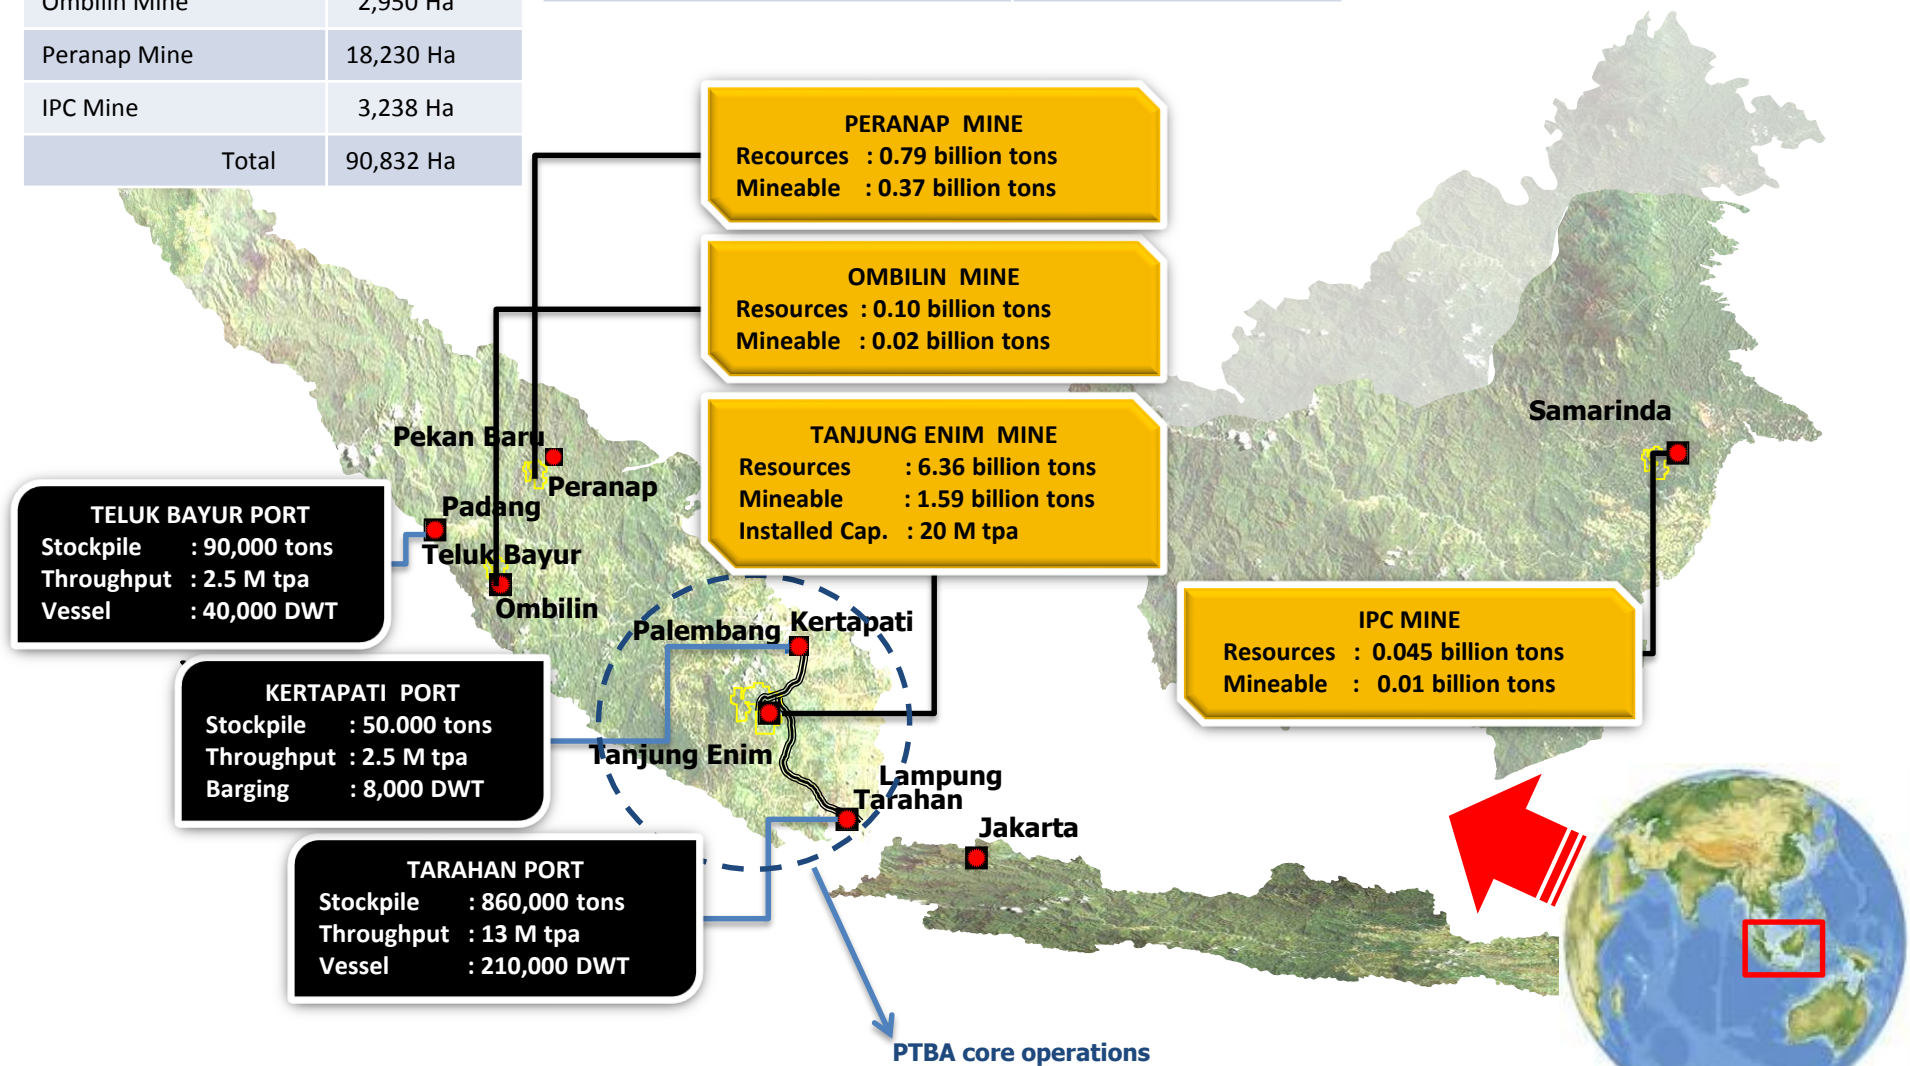 Ombilin Mine 2,950 Ha
Peranap Mine 18,230 Ha
IPC Mine 3,238 Ha
Total 90,832 Ha
PERANAP MINE
Recources : 0.79 billion tons
Mineable : 0.37 billion tons
OMBILIN MINE
Resources : 0.10 billion tons
Mineable : 0.02 billion tons
TANJUNG ENIM MINE
Resources : 6.36 billion tons
Mineable : 1.59 billion tons
Installed Cap. : 20 M tpa
Samarinda
Pekan Baru
Peranap
Padang
Teluk Bayur
Ombilin
TELUK BAYUR PORT
Stockpile : 90,000 tons
Throughput : 2.5 M tpa
Vessel : 40,000 DWT
Palembang
Kertapati
IPC MINE
Resources : 0.045 billion tons
Mineable : 0.01 billion tons
KERTAPATI PORT
Stockpile : 50.000 tons
Throughput : 2.5 M tpa
Barging : 8,000 DWT
Tanjung Enim
Lampung
Tarahan
Jakarta
TARAHAN PORT
Stockpile : 860,000 tons
Throughput : 13 M tpa
Vessel : 210,000 DWT
PTBA core operations